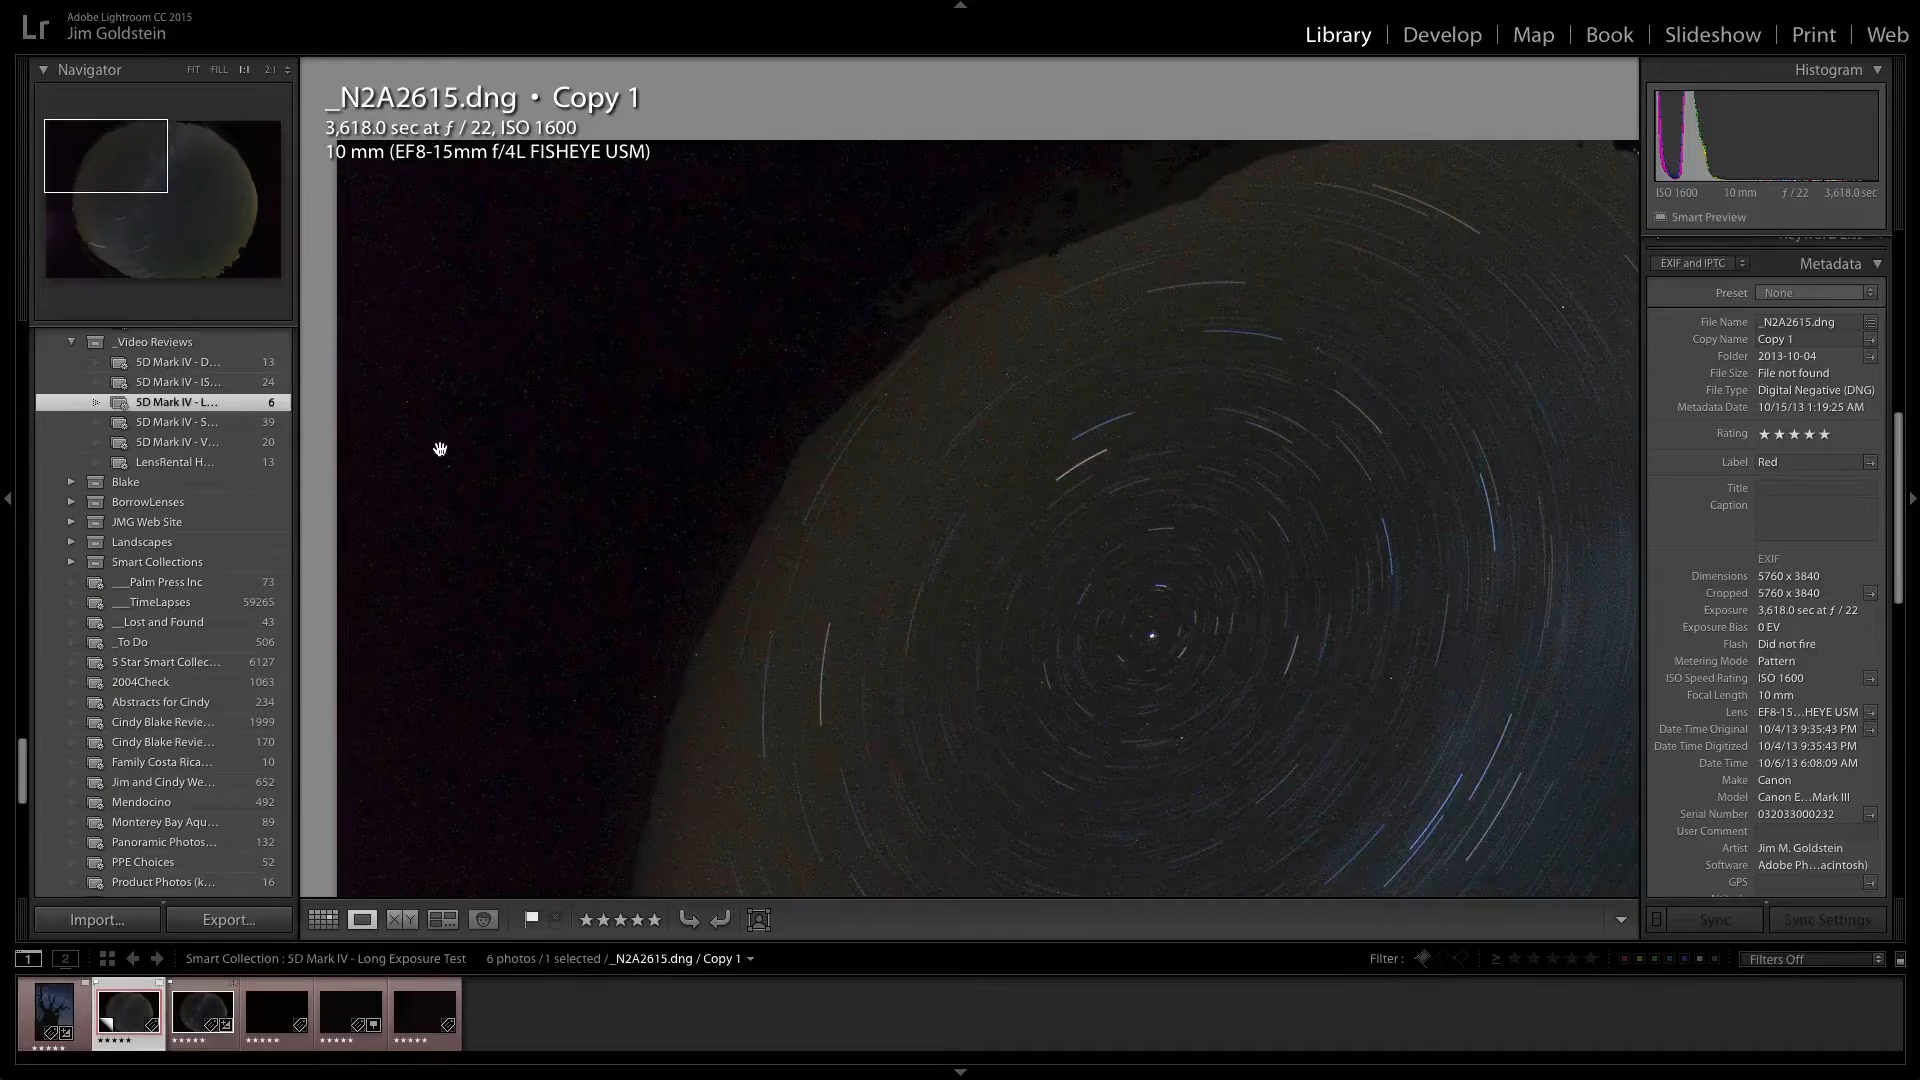 Lr
Adobe Lightroom CC 2015
Jim Goldstein
Library | Develop | Map | Book | Slideshow | Print | Web
Navigator FIT FILL 1:1 2:1
_Video Reviews
5D Mark IV - D... 13
5D Mark IV - IS... 24
5D Mark IV - L... 6
5D Mark IV - S... 39
5D Mark IV - V... 20
LensRental H... 13
Blake
BorrowLenses
JMG Web Site
Landscapes
Smart Collections
___Palm Press Inc 73
___TimeLapses 59265
__Lost and Found 43
_To Do 506
5 Star Smart Collec... 6127
2004Check 1063
Abstracts for Cindy 234
Cindy Blake Revie... 1999
Cindy Blake Revie... 170
Family Costa Rica... 10
Jim and Cindy We... 652
Mendocino 492
Monterey Bay Aqu... 89
Panoramic Photos... 132
PPE Choices 52
Product Photos (k... 16
Import... Export...
_N2A2615.dng • Copy 1
3,618.0 sec at ƒ / 22, ISO 1600
10 mm (EF8-15mm f/4L FISHEYE USM)
X Y
Histogram
ISO 1600 10 mm ƒ / 22 3,618.0 sec
Smart Preview
EXIF and IPTC Metadata
Preset None
File Name _N2A2615.dng
Copy Name Copy 1
Folder 2013-10-04
File Size File not found
File Type Digital Negative (DNG)
Metadata Date 10/15/13 1:19:25 AM
Rating ★★★★★
Label Red
Title
Caption
EXIF
Dimensions 5760 x 3840
Cropped 5760 x 3840
Exposure 3,618.0 sec at ƒ / 22
Exposure Bias 0 EV
Flash Did not fire
Metering Mode Pattern
ISO Speed Rating ISO 1600
Focal Length 10 mm
Lens EF8-15...HEYE USM
Date Time Original 10/4/13 9:35:43 PM
Date Time Digitized 10/4/13 9:35:43 PM
Date Time 10/6/13 6:08:09 AM
Make Canon
Model Canon E...Mark III
Serial Number 032033000232
User Comment
Artist Jim M. Goldstein
Software Adobe Ph...acintosh)
GPS
Sync Sync Settings
1 2 Smart Collection : 5D Mark IV - Long Exposure Test 6 photos / 1 selected / _N2A2615.dng / Copy 1 Filter : ≥ Filters Off